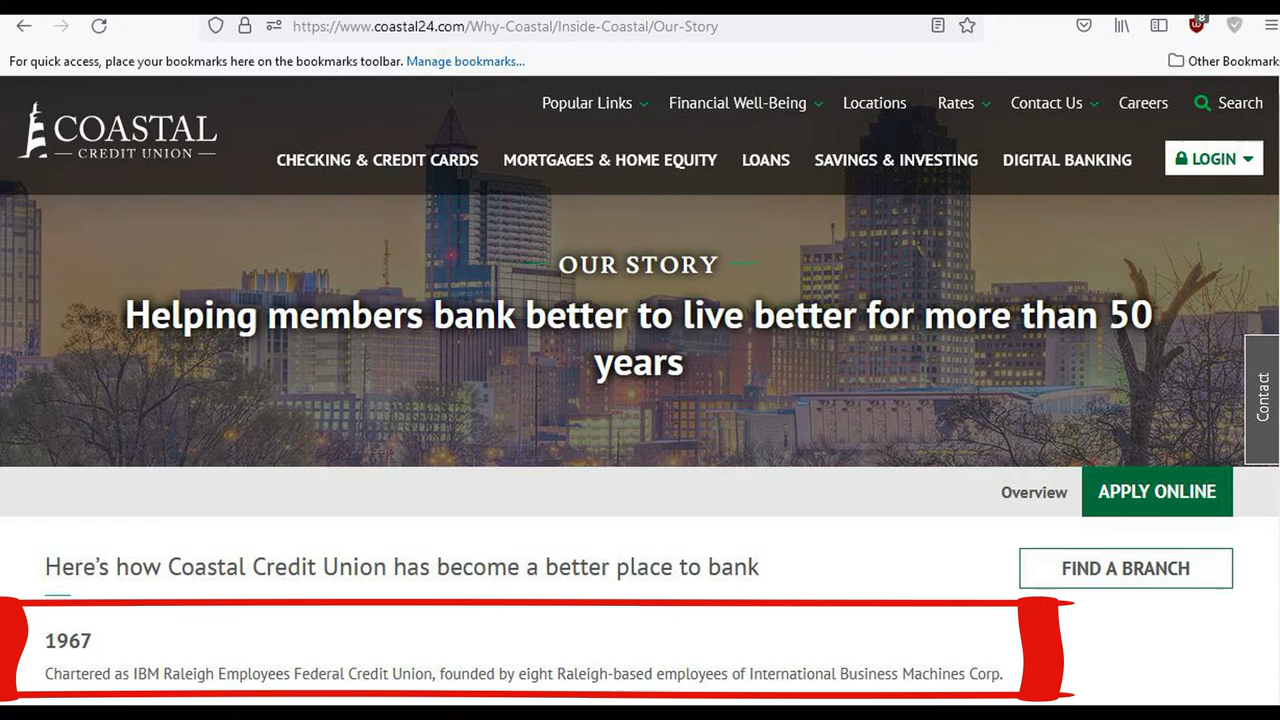 8
https://www.coastal24.com/Why-Coastal/Inside-Coastal/Our-Story
For quick access, place your bookmarks here on the bookmarks toolbar. Manage bookmarks...
Other Bookmark
Popular Links
Financial Well-Being
Locations
Rates
Contact Us
Careers
Search
COASTAL
CREDIT UNION
CHECKING & CREDIT CARDS
MORTGAGES & HOME EQUITY
LOANS
SAVINGS & INVESTING
DIGITAL BANKING
LOGIN
OUR STORY
Helping members bank better to live better for more than 50
years
Contact
Overview
APPLY ONLINE
Here's how Coastal Credit Union has become a better place to bank
FIND A BRANCH
1967
Chartered as IBM Raleigh Employees Federal Credit Union, founded by eight Raleigh-based employees of International Business Machines Corp.